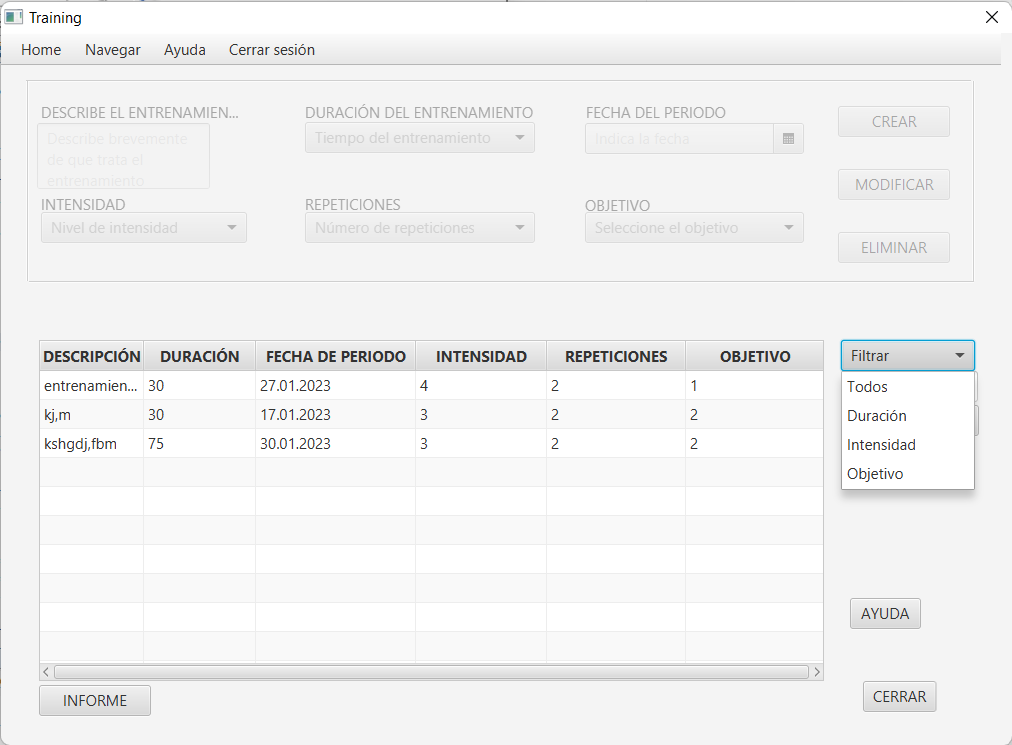 Training
Home Navegar Ayuda Cerrar sesión
DESCRIBE EL ENTRENAMIEN... DURACIÓN DEL ENTRENAMIENTO FECHA DEL PERIODO
Describe brevemente
de que trata el
entrenamiento
Tiempo del entrenamiento
Indica la fecha
CREAR
MODIFICAR
INTENSIDAD REPETICIONES OBJETIVO
Nivel de intensidad Número de repeticiones Seleccione el objetivo
ELIMINAR
DESCRIPCIÓN DURACIÓN FECHA DE PERIODO INTENSIDAD REPETICIONES OBJETIVO
entrenamien... 30 27.01.2023 4 2 1
kj,m 30 17.01.2023 3 2 2
kshgdj,fbm 75 30.01.2023 3 2 2
Filtrar
Todos
Duración
Intensidad
Objetivo
AYUDA
INFORME
CERRAR